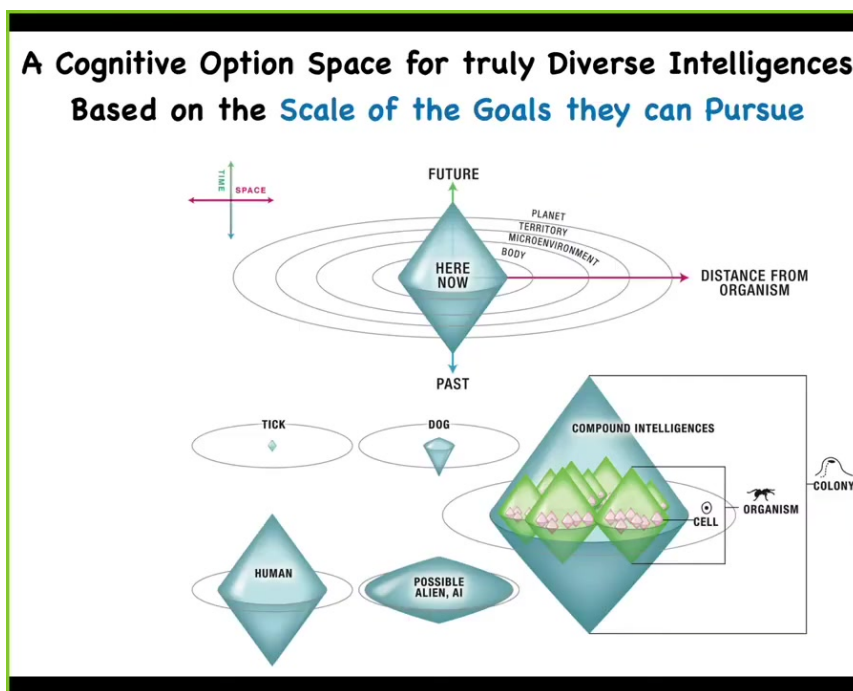 A Cognitive Option Space for truly Diverse Intelligences
Based on the Scale of the Goals they can Pursue
TIME
SPACE
FUTURE
PLANET
TERRITORY
MICROENVIRONMENT
BODY
HERE
NOW
DISTANCE FROM
ORGANISM
PAST
TICK
DOG
COMPOUND INTELLIGENCES
COLONY
ORGANISM
CELL
HUMAN
POSSIBLE
ALIEN, AI